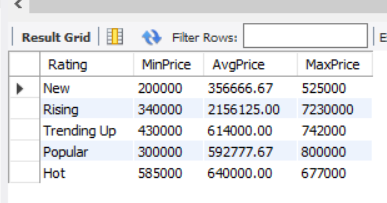 Result Grid Filter Rows: E
Rating MinPrice AvgPrice MaxPrice
New 200000 356666.67 525000
Rising 340000 2156125.00 7230000
Trending Up 430000 614000.00 742000
Popular 300000 592777.67 800000
Hot 585000 640000.00 677000